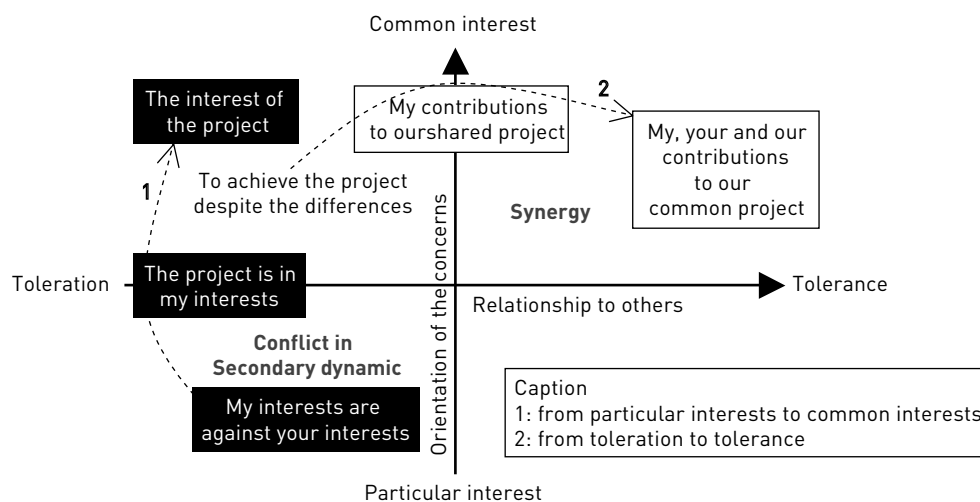 Common interest
The interest of
the project
My contributions
to ourshared project
2
My, your and our
contributions
to our
common project
1
To achieve the project
despite the differences
Synergy
Orientation of the concerns
Toleration
The project is in
my interests
Tolerance
Relationship to others
Conflict in
Secondary dynamic
My interests are
against your interests
Caption
1: from particular interests to common interests
2: from toleration to tolerance
Particular interest